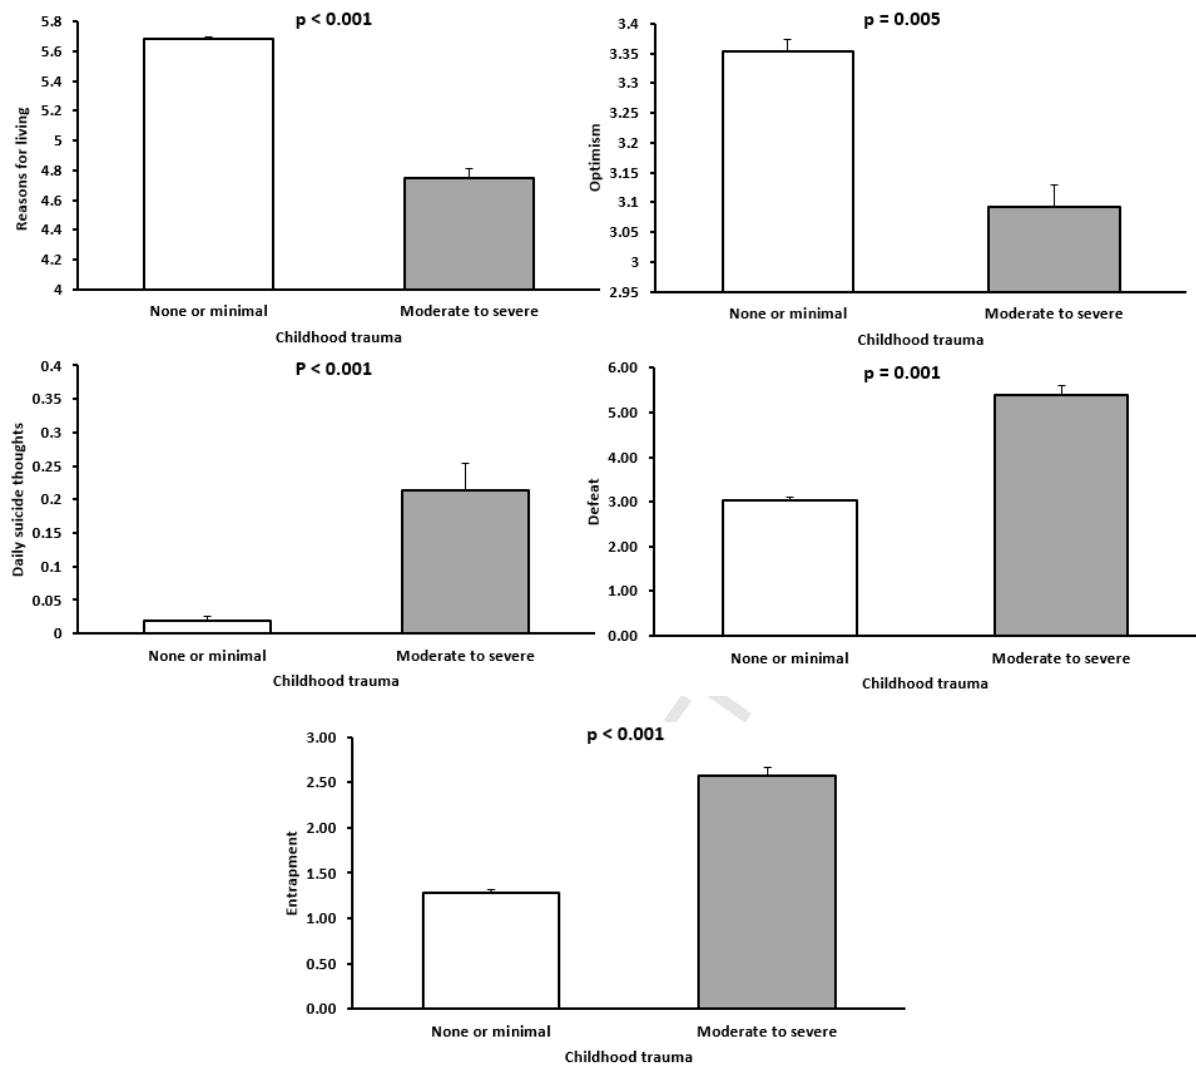 p < 0.001
5.8
5.6
5.4
5.2
5
4.8
4.6
4.4
4.2
4
Reasons for living
None or minimal
Moderate to severe
Childhood trauma
p = 0.005
3.4
3.35
3.3
3.25
3.2
3.15
3.1
3.05
3
2.95
Optimism
None or minimal
Moderate to severe
Childhood trauma
P < 0.001
0.4
0.35
0.3
0.25
0.2
0.15
0.1
0.05
0
Daily suicide thoughts
None or minimal
Moderate to severe
Childhood trauma
p = 0.001
6.00
5.00
4.00
3.00
2.00
1.00
0.00
Defeat
None or minimal
Moderate to severe
Childhood trauma
p < 0.001
3.00
2.50
2.00
1.50
1.00
0.50
0.00
Entrapment
None or minimal
Moderate to severe
Childhood trauma